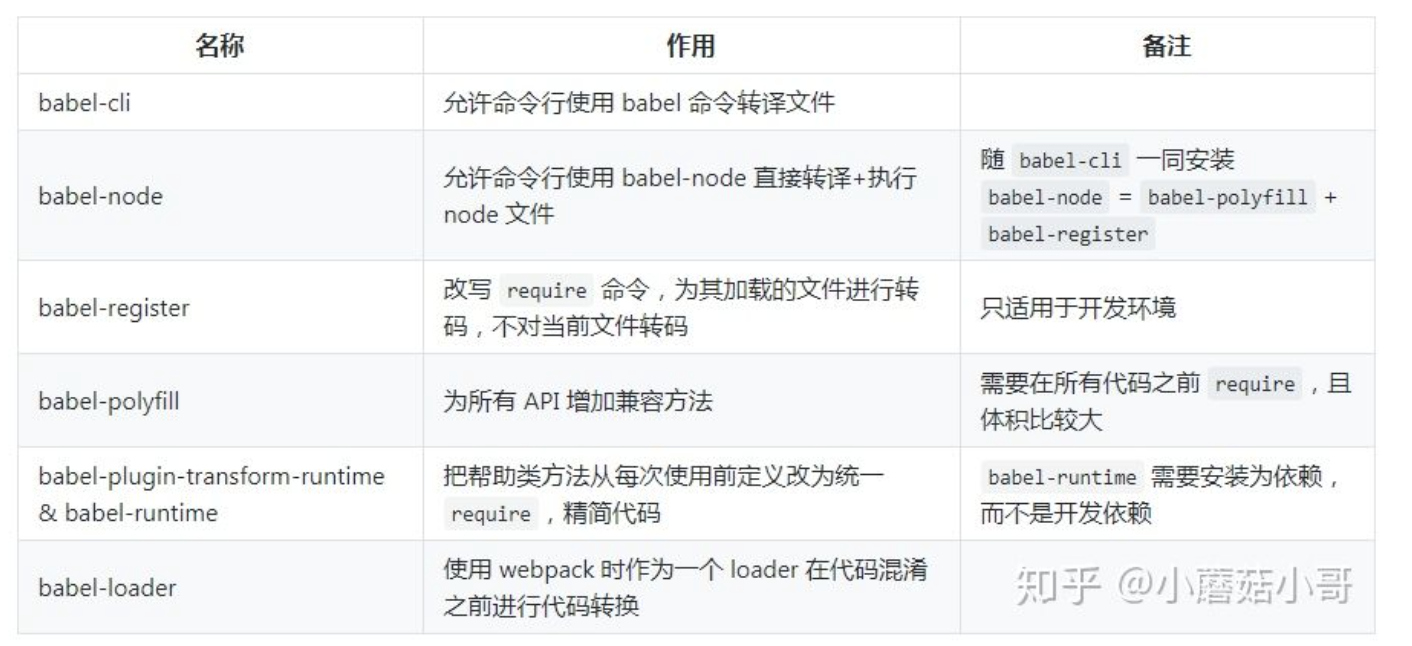 名称 作用 备注
babel-cli 允许命令行使用 babel 命令转译文件
babel-node
允许命令行使用 babel-node 直接转译+执行
node 文件
随 babel-cli 一同安装
babel-node = babel-polyfill +
babel-register
babel-register
改写 require 命令，为其加载的文件进行转
码，不对当前文件转码
只适用于开发环境
babel-polyfill
为所有 API 增加兼容方法
需要在所有代码之前 require ，且
体积比较大
babel-plugin-transform-runtime
& babel-runtime
把帮助类方法从每次使用前定义改为统一
require ，精简代码
babel-runtime 需要安装为依赖，
而不是开发依赖
babel-loader
使用 webpack 时作为一个 loader 在代码混淆
之前进行代码转换
知乎 @小蘑菇小哥